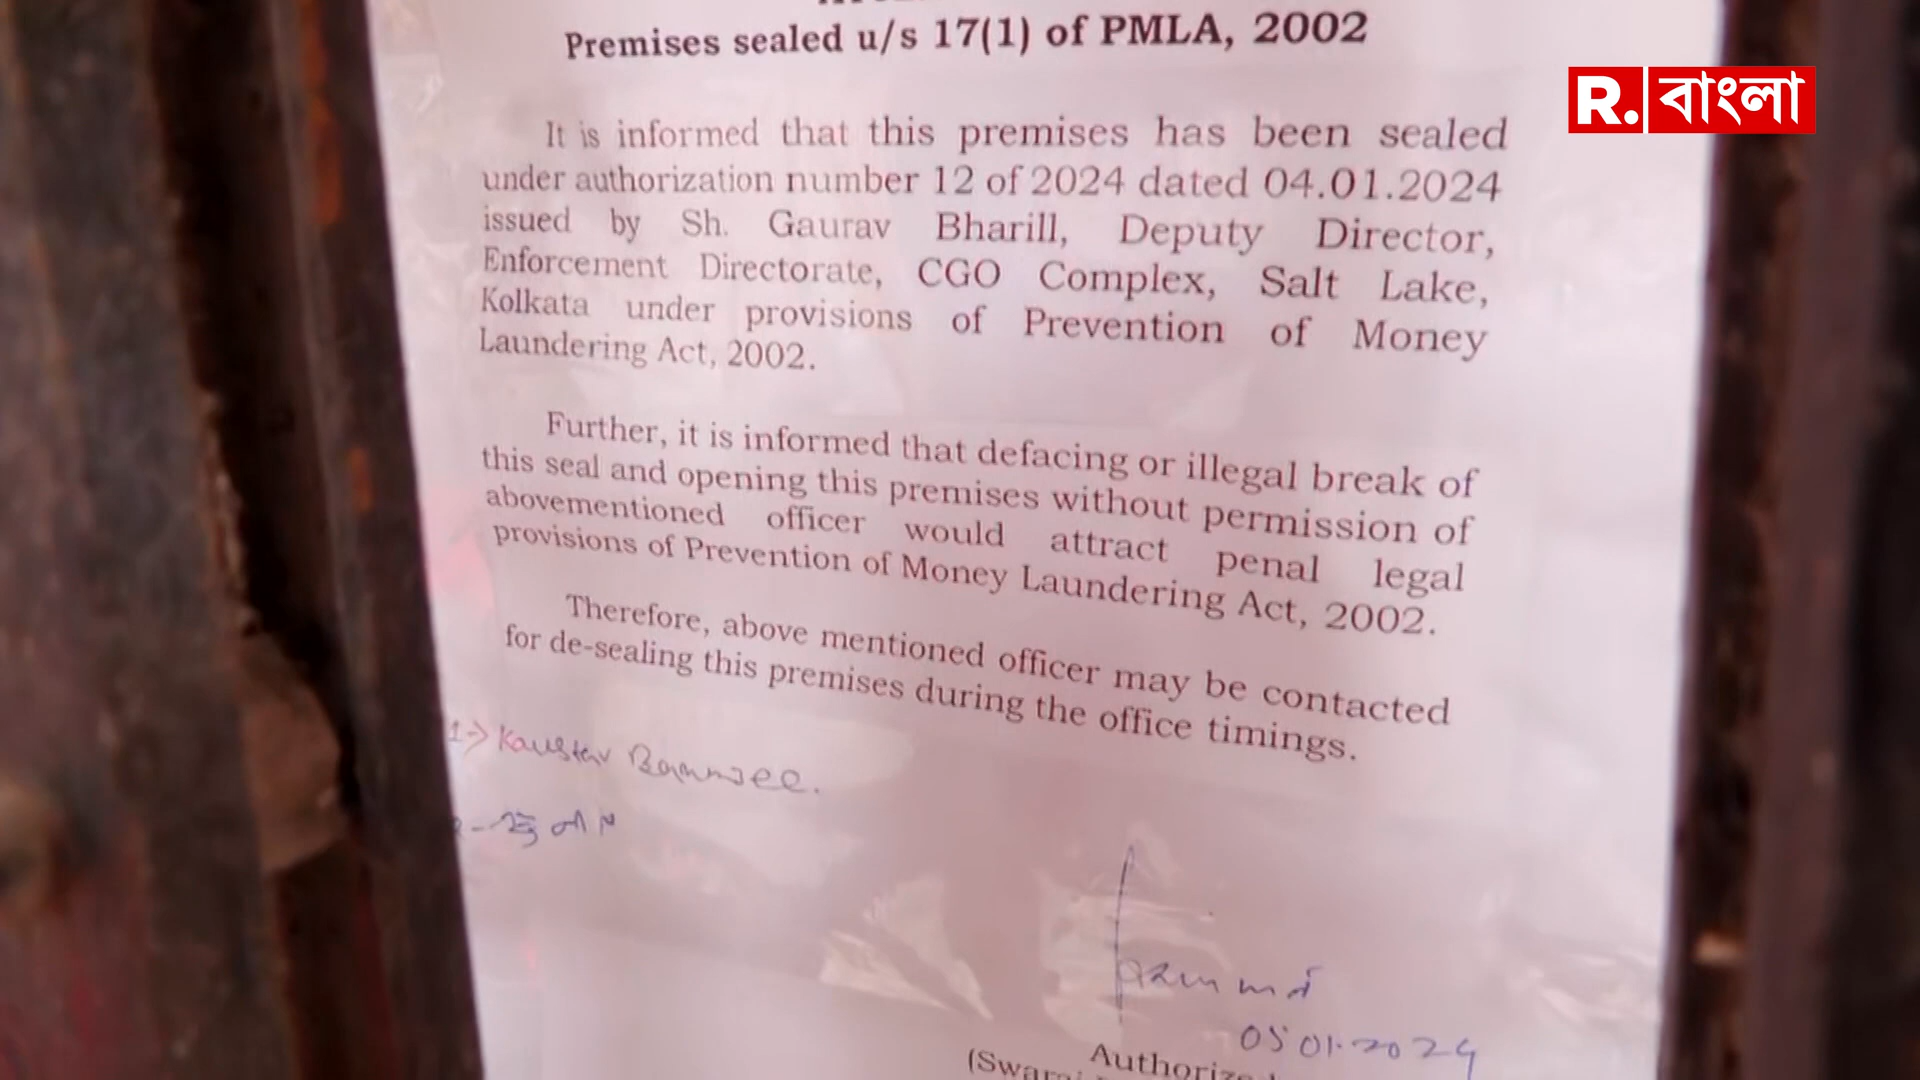 Premises sealed u/s 17(1) of PMLA, 2002
R. বাংলা
It is informed that this premises has been sealed
under authorization number 12 of 2024 dated 04.01.2024
issued by Sh. Gaurav Bharill, Deputy Director,
Enforcement Directorate, CGO Complex, Salt Lake,
Kolkata under provisions of Prevention of Money
Laundering Act, 2002.
Further, it is informed that defacing or illegal break of
this seal and opening this premises without permission of
abovementioned officer would attract penal legal
provisions of Prevention of Money Laundering Act, 2002.
Therefore, above mentioned officer may be contacted
for de-sealing this premises during the office timings.
1-> Kaustav Banerjee.
05.01.2024